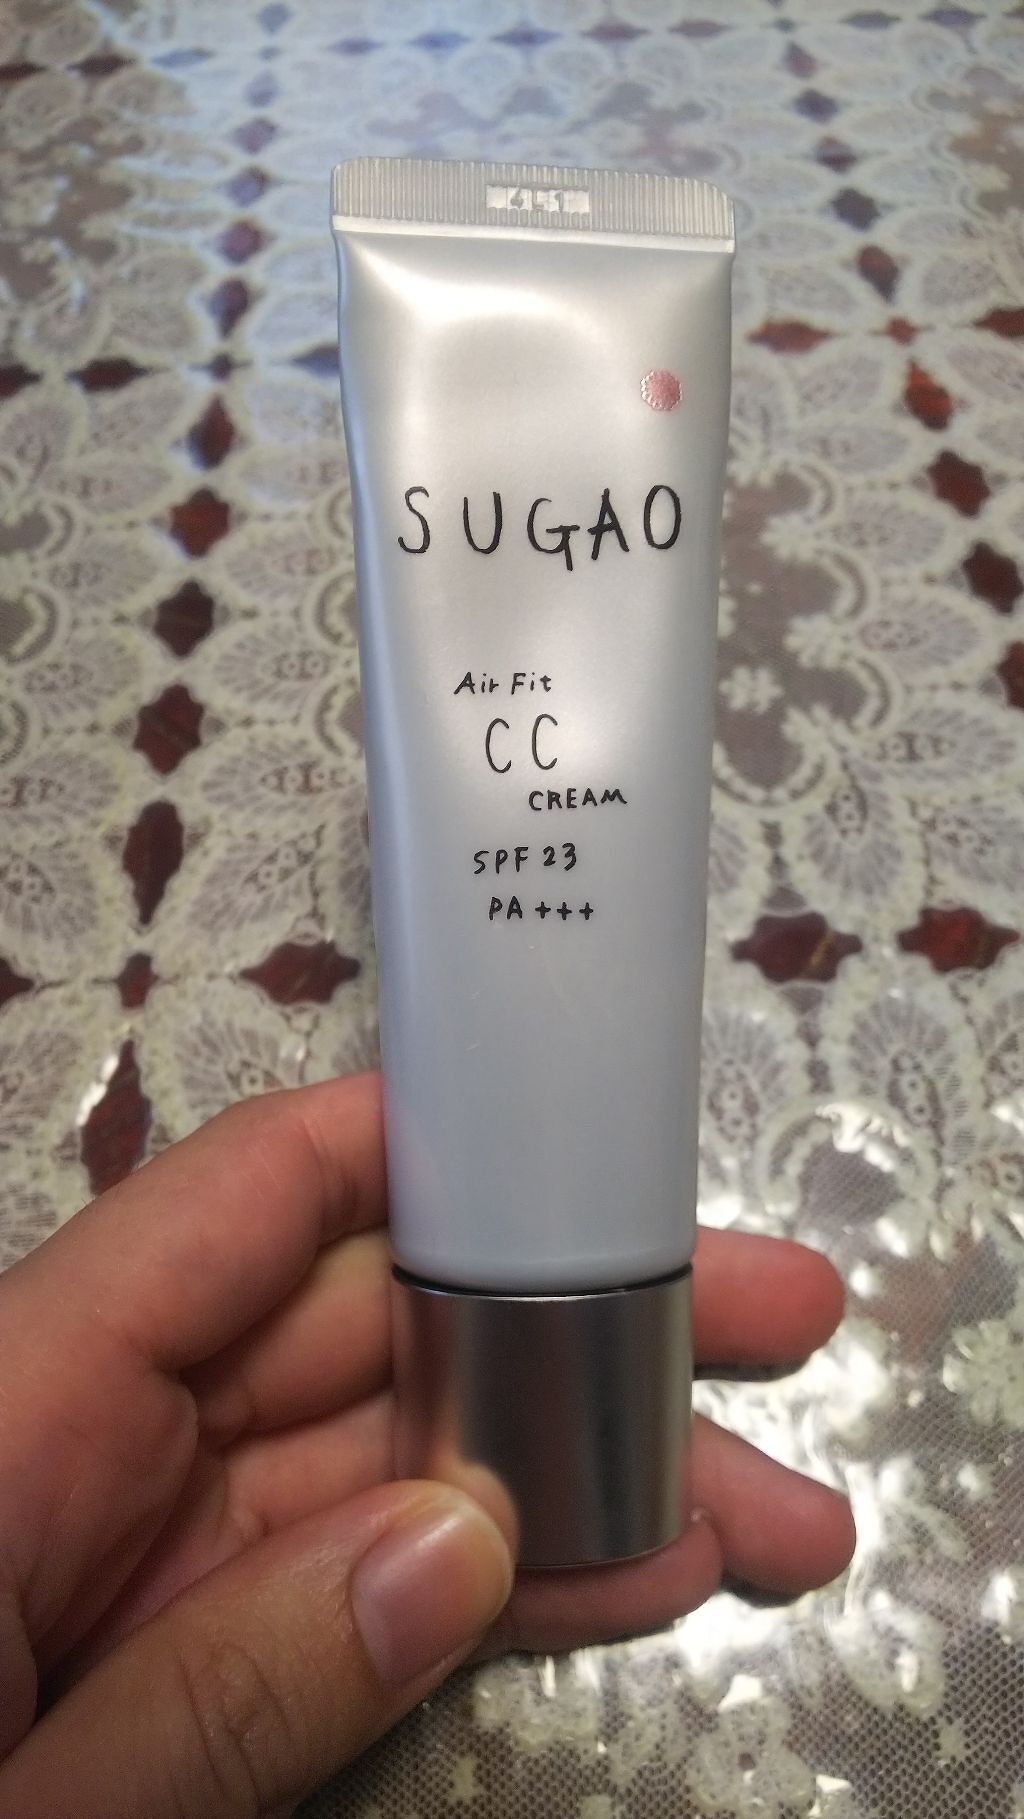 SUGAO
Air Fit
CC
CREAM
SPF 23
PA +++